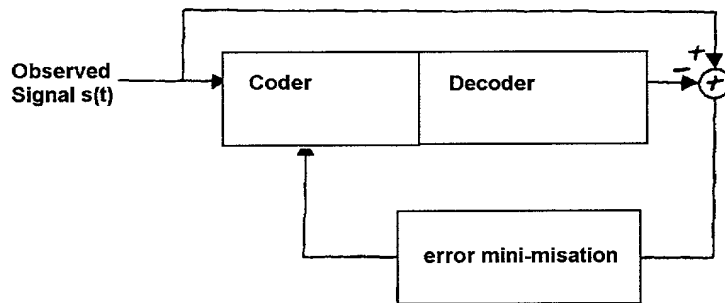 Observed
Signal s(t)
Coder
Decoder
+
−
+
error mini-misation